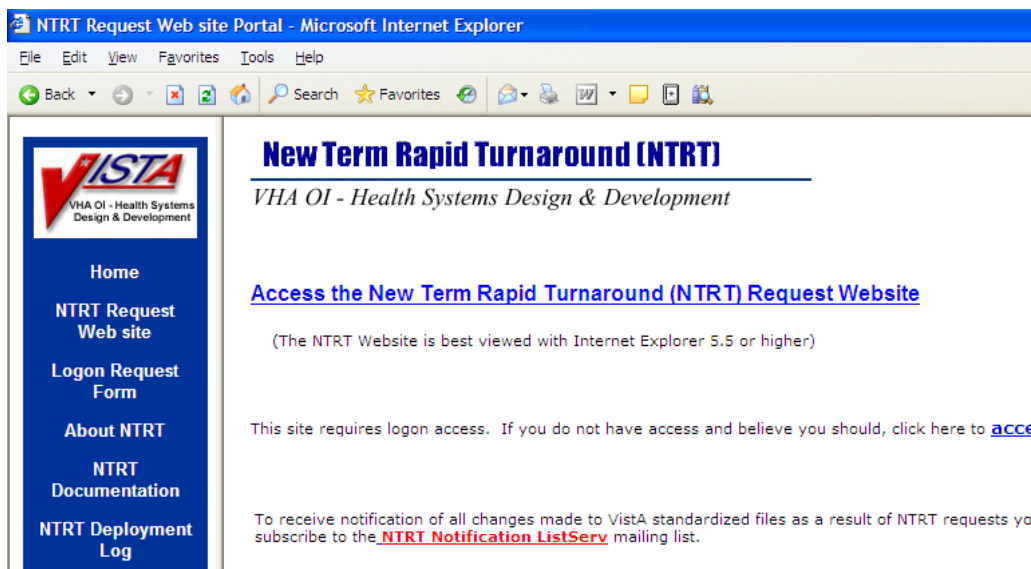 NTRT Request Web site Portal - Microsoft Internet Explorer
File Edit View Favorites Tools Help
Back Search Favorites
VISTA
VHA OI - Health Systems
Design & Development
Home
NTRT Request
Web site
Logon Request
Form
About NTRT
NTRT
Documentation
NTRT Deployment
Log
New Term Rapid Turnaround (NTRT)
VHA OI - Health Systems Design & Development
Access the New Term Rapid Turnaround (NTRT) Request Website
(The NTRT Website is best viewed with Internet Explorer 5.5 or higher)
This site requires logon access. If you do not have access and believe you should, click here to acce
To receive notification of all changes made to VistA standardized files as a result of NTRT requests yo
subscribe to the NTRT Notification ListServ mailing list.